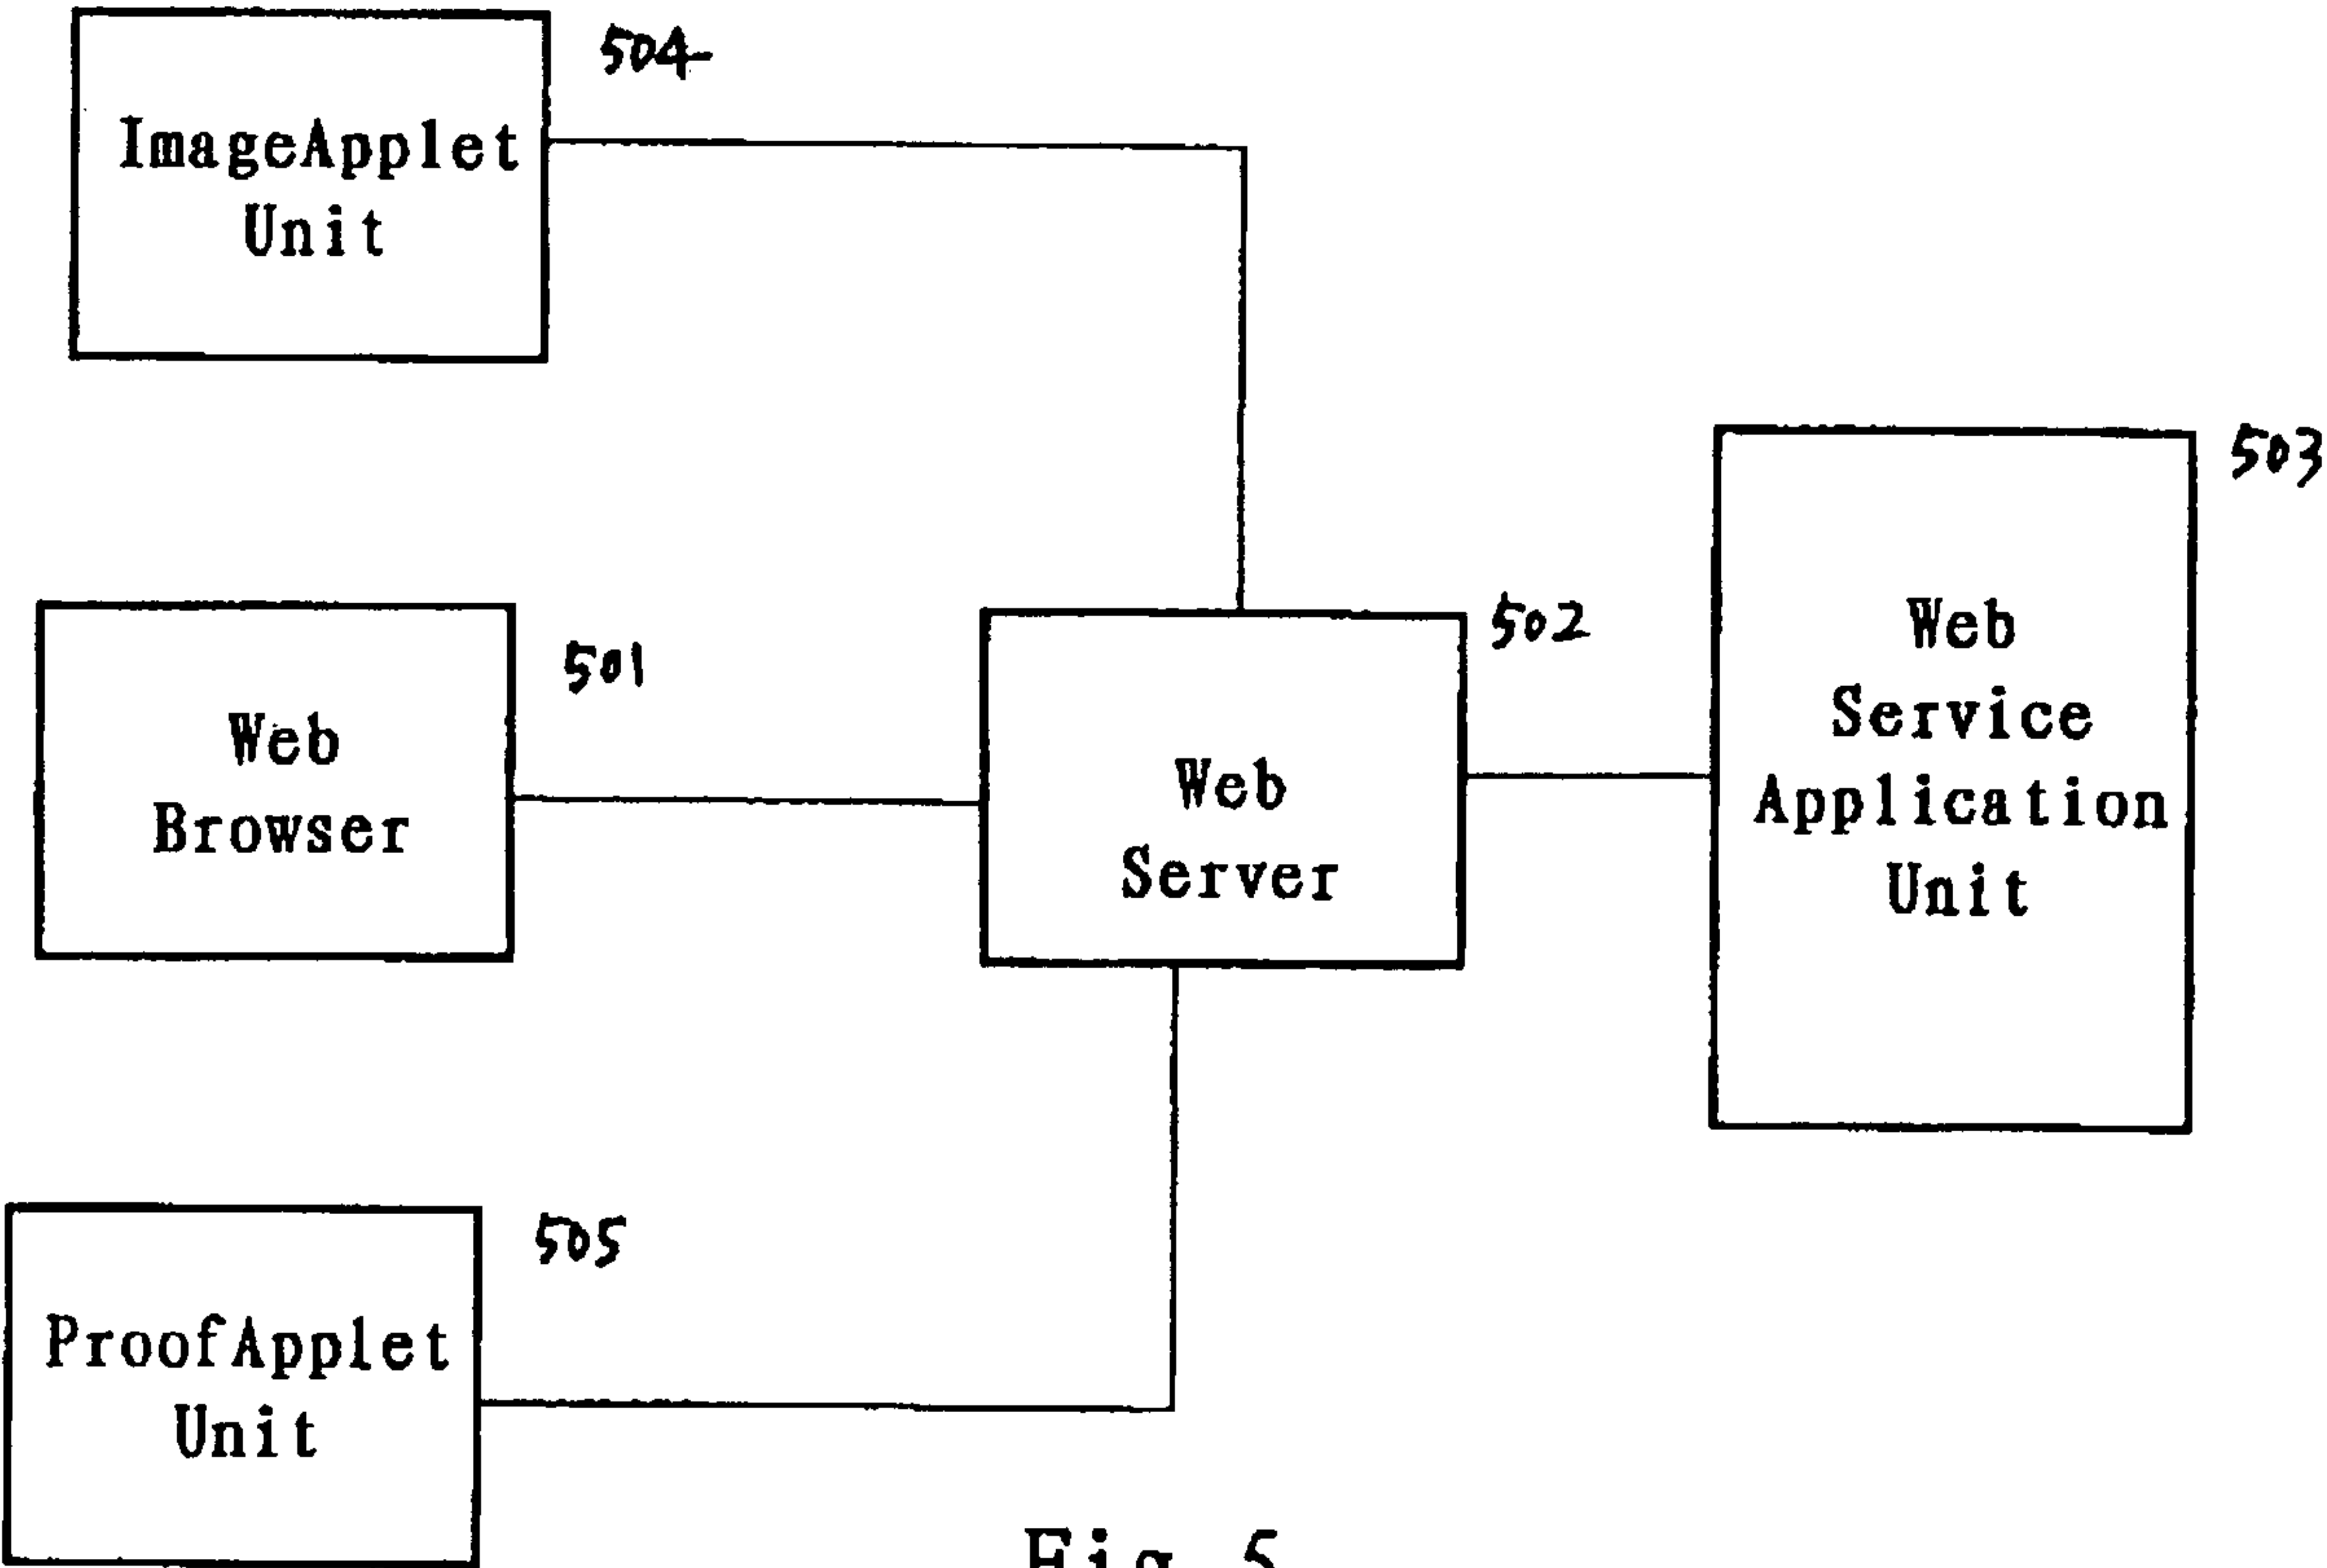 504
ImageApplet
Unit
503
501
502
Web
Browser
Web
Server
Web
Service
Application
Unit
505
ProofApplet
Unit
Fig. 5